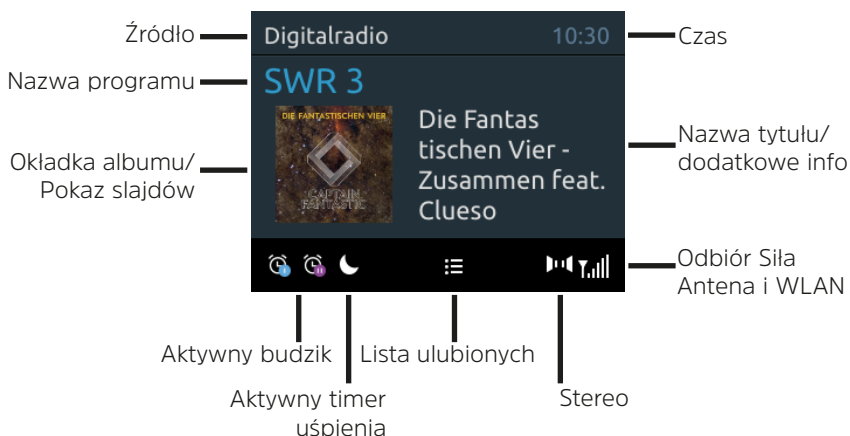 Źródło
Digitalradio
10:30
Czas
Nazwa programu
SWR 3
DIE FANTASTISCHEN VIER
CAPTAIN
FANTASTIC
Okładka albumu/
Pokaz slajdów
Die Fantas
tischen Vier -
Zusammen feat.
Clueso
Nazwa tytułu/
dodatkowe info
Odbiór Siła
Antena i WLAN
Aktywny budzik
Lista ulubionych
Aktywny timer
uśpienia
Stereo